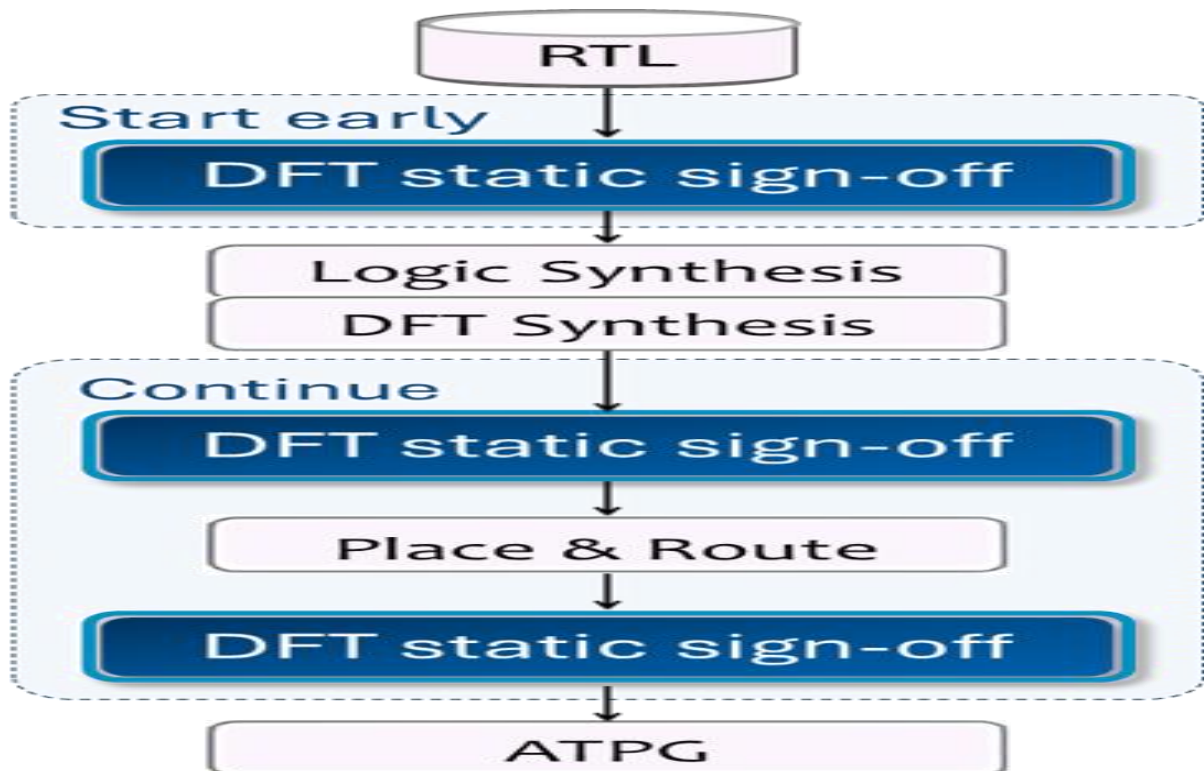 RTL
Start early
DFT static sign-off
Logic Synthesis
DFT Synthesis
Continue
DFT static sign-off
Place & Route
DFT static sign-off
ATPG